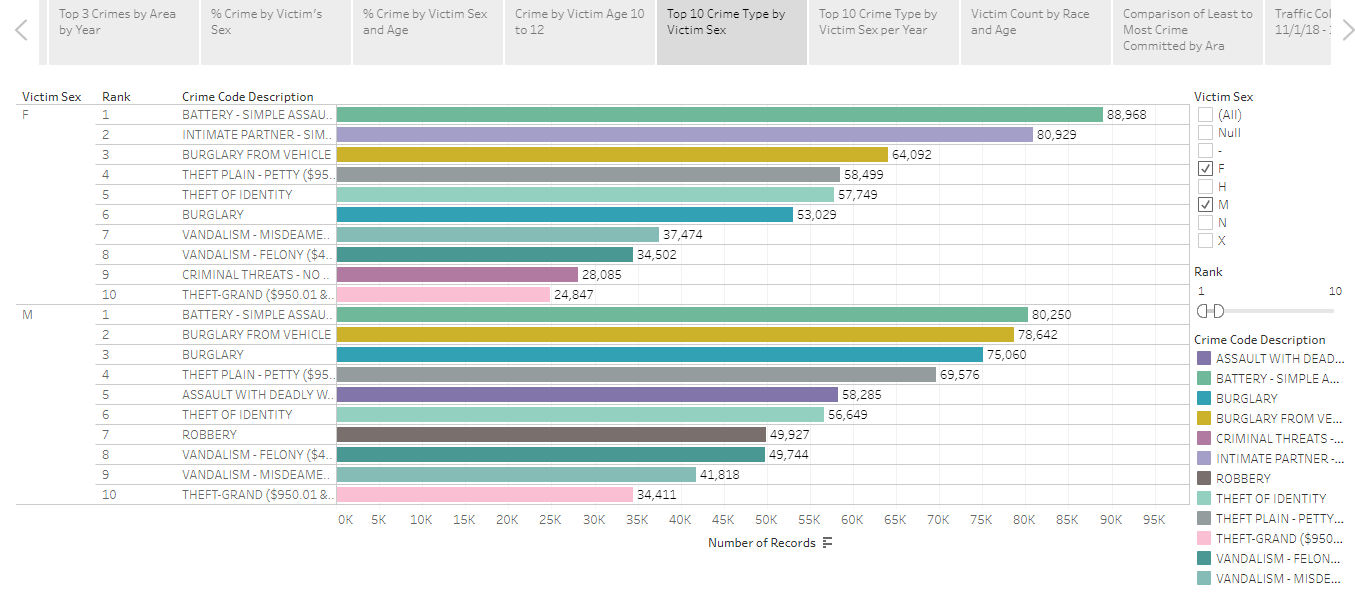 Top 3 Crimes by Area
by Year
% Crime by Victim's
Sex
% Crime by Victim Sex
and Age
Crime by Victim Age 10
to 12
Top 10 Crime Type by
Victim Sex
Top 10 Crime Type by
Victim Sex per Year
Victim Count by Race
and Age
Comparison of Least to
Most Crime
Committed by Ara
Traffic Col
11/1/18 -
Victim Sex Rank Crime Code Description
F 1 BATTERY - SIMPLE ASSAU.. 88,968
2 INTIMATE PARTNER - SIM.. 80,929
3 BURGLARY FROM VEHICLE 64,092
4 THEFT PLAIN - PETTY ($95.. 58,499
5 THEFT OF IDENTITY 57,749
6 BURGLARY 53,029
7 VANDALISM - MISDEAME.. 37,474
8 VANDALISM - FELONY ($4.. 34,502
9 CRIMINAL THREATS - NO .. 28,085
10 THEFT-GRAND ($950.01 &.. 24,847
M 1 BATTERY - SIMPLE ASSAU.. 80,250
2 BURGLARY FROM VEHICLE 78,642
3 BURGLARY 75,060
4 THEFT PLAIN - PETTY ($95.. 69,576
5 ASSAULT WITH DEADLY W.. 58,285
6 THEFT OF IDENTITY 56,649
7 ROBBERY 49,927
8 VANDALISM - FELONY ($4.. 49,744
9 VANDALISM - MISDEAME.. 41,818
10 THEFT-GRAND ($950.01 &.. 34,411
0K 5K 10K 15K 20K 25K 30K 35K 40K 45K 50K 55K 60K 65K 70K 75K 80K 85K 90K 95K
Number of Records
Victim Sex
(All)
Null
-
F
H
M
N
X
Rank
1 10
Crime Code Description
ASSAULT WITH DEAD...
BATTERY - SIMPLE A...
BURGLARY
BURGLARY FROM VE...
CRIMINAL THREATS -...
INTIMATE PARTNER -...
ROBBERY
THEFT OF IDENTITY
THEFT PLAIN - PETTY...
THEFT-GRAND ($950...
VANDALISM - FELON...
VANDALISM - MISDE...